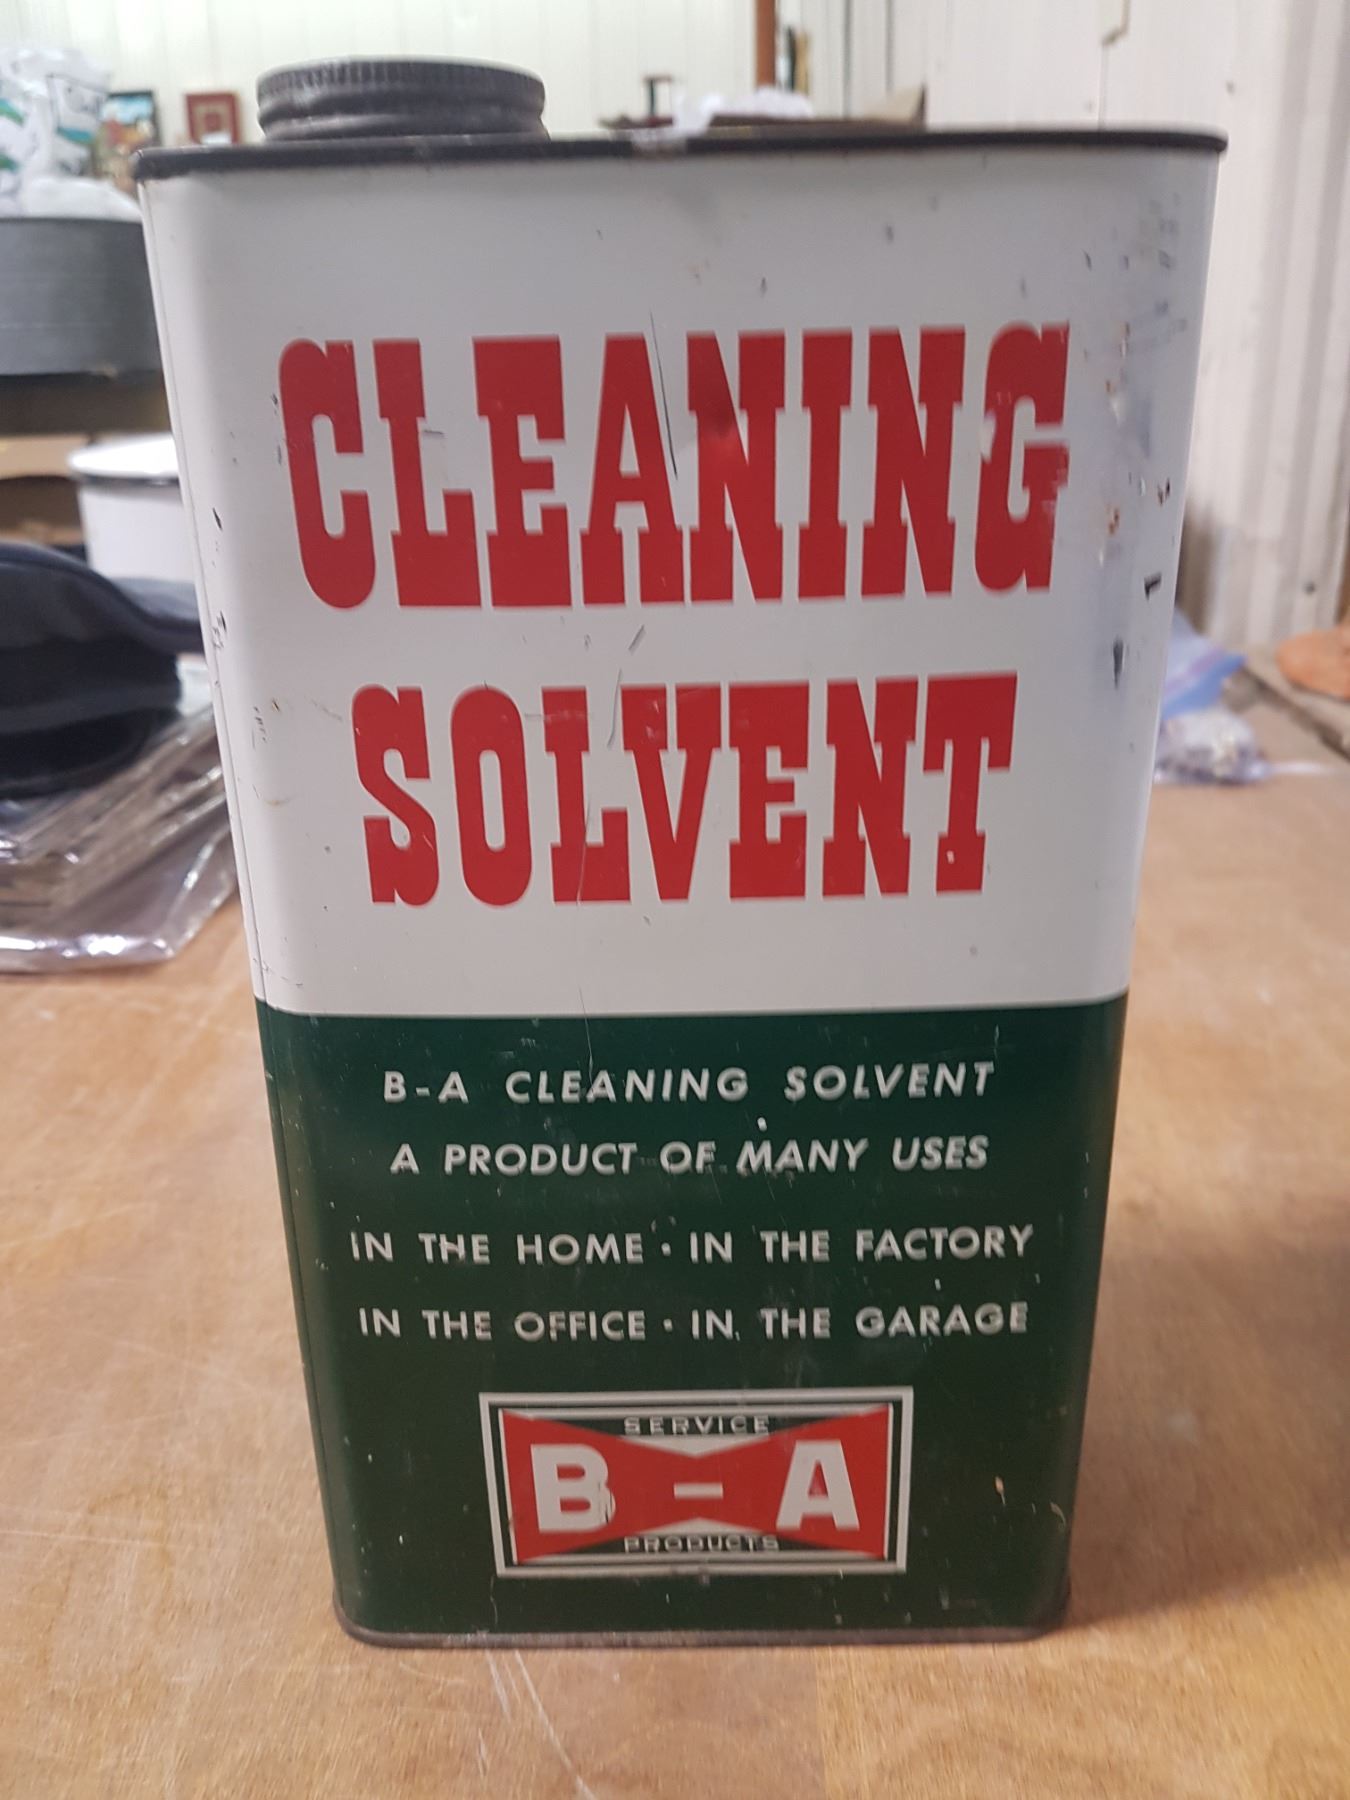 CLEANING
SOLVENT
B-A CLEANING SOLVENT
A PRODUCT OF MANY USES
IN THE HOME • IN THE FACTORY
IN THE OFFICE • IN THE GARAGE
SERVICE
B-A
PRODUCTS